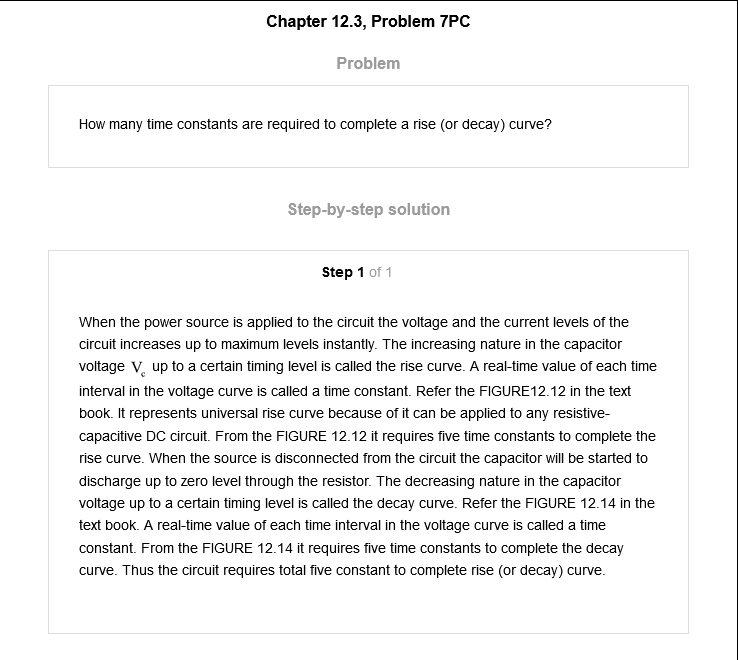 Chapter 12.3, Problem 7PC
Problem
How many time constants are required to complete a rise (or decay) curve?
Step-by-step solution
Step 1 of 1
When the power source is applied to the circuit the voltage and the current levels of the
circuit increases up to maximum levels instantly. The increasing nature in the capacitor
voltage Vc up to a certain timing level is called the rise curve. A real-time value of each time
interval in the voltage curve is called a time constant. Refer the FIGURE12.12 in the text
book. It represents universal rise curve because of it can be applied to any resistive-
capacitive DC circuit. From the FIGURE 12.12 it requires five time constants to complete the
rise curve. When the source is disconnected from the circuit the capacitor will be started to
discharge up to zero level through the resistor. The decreasing nature in the capacitor
voltage up to a certain timing level is called the decay curve. Refer the FIGURE 12.14 in the
text book. A real-time value of each time interval in the voltage curve is called a time
constant. From the FIGURE 12.14 it requires five time constants to complete the decay
curve. Thus the circuit requires total five constant to complete rise (or decay) curve.